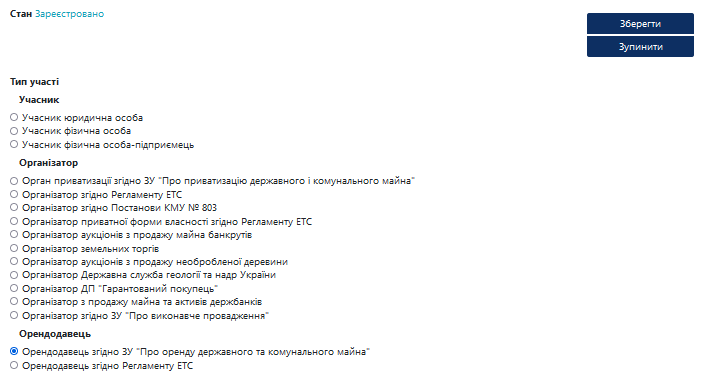 Стан Зареєстровано
Зберегти
Зупинити
Тип участі
Учасник
Учасник юридична особа
Учасник фізична особа
Учасник фізична особа-підприємець
Організатор
Орган приватизації згідно ЗУ "Про приватизацію державного і комунального майна"
Організатор згідно Регламенту ЕТС
Організатор згідно Постанови КМУ № 803
Організатор приватної форми власності згідно Регламенту ЕТС
Організатор аукціонів з продажу майна банкрутів
Організатор земельних торгів
Організатор аукціонів з продажу необробленої деревини
Організатор Державна служба геології та надр України
Організатор ДП "Гарантований покупець"
Організатор з продажу майна та активів держбанків
Організатор згідно ЗУ "Про виконавче провадження"
Орендодавець
Орендодавець згідно ЗУ "Про оренду державного та комунального майна"
Орендодавець згідно Регламенту ЕТС